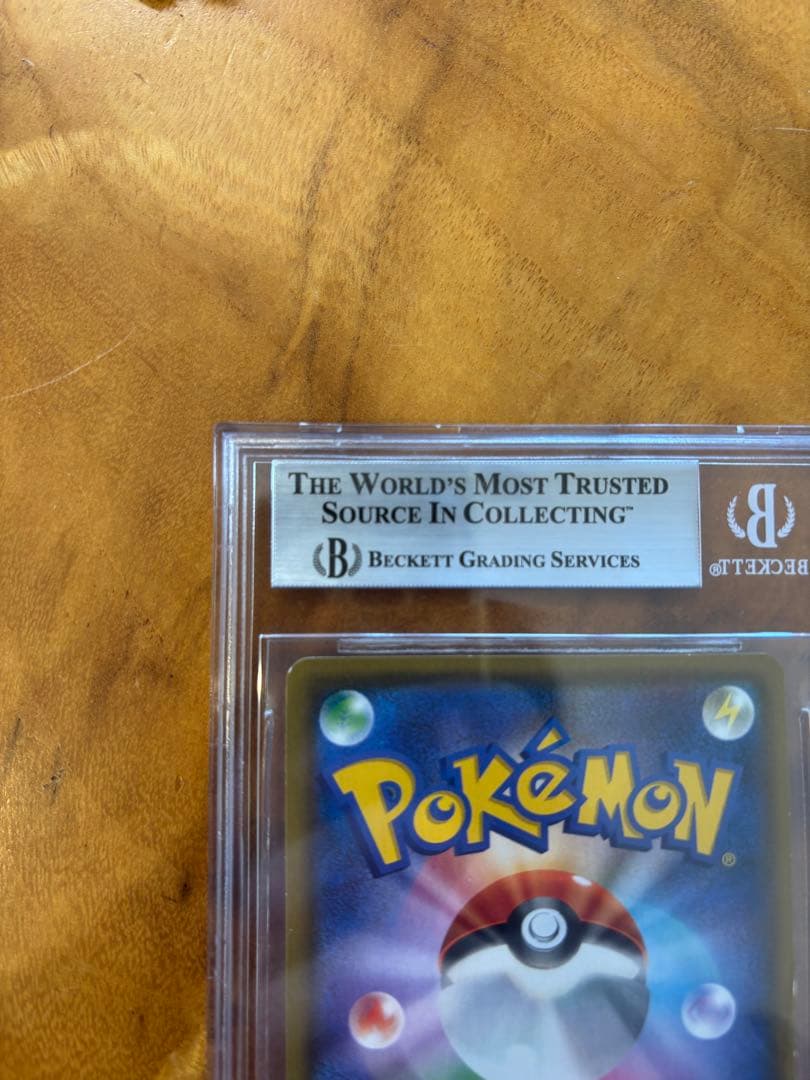 THE WORLD'S MOST TRUSTED
SOURCE IN COLLECTING™
B BECKETT GRADING SERVICES
B
BECKETT®
POKéMON®